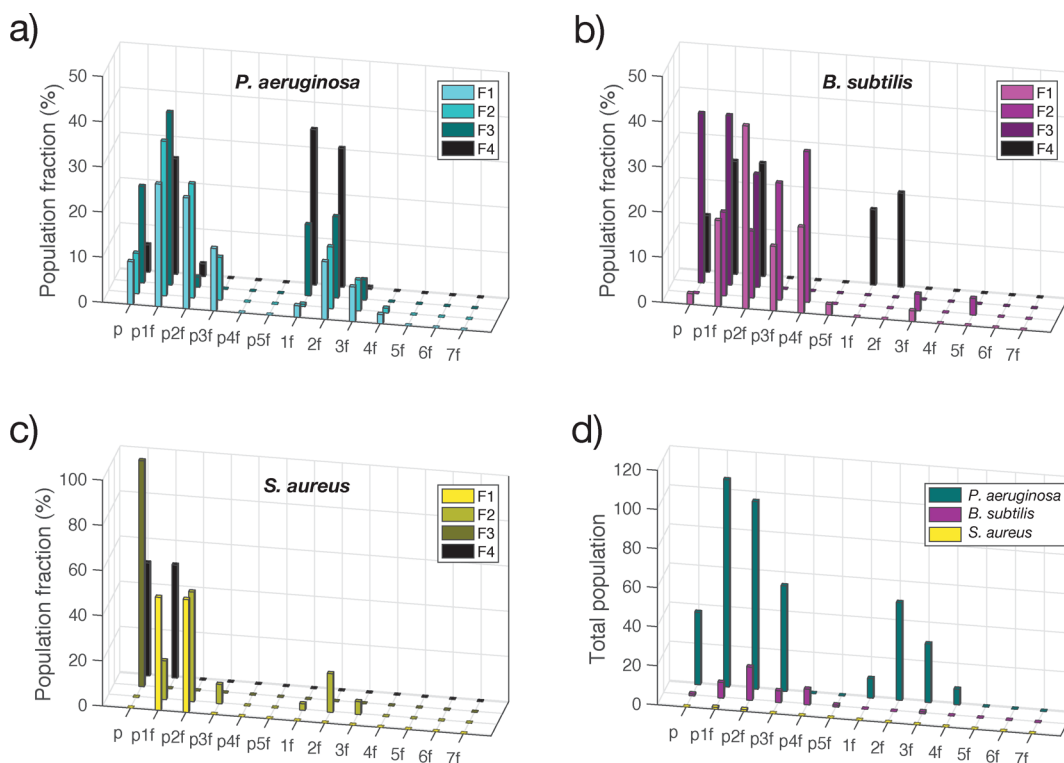 a)
P. aeruginosa
Population fraction (%)
50
40
30
20
10
0
p p1f p2f p3f p4f p5f 1f 2f 3f 4f 5f 6f 7f
F1
F2
F3
F4
b)
B. subtilis
Population fraction (%)
50
40
30
20
10
0
p p1f p2f p3f p4f p5f 1f 2f 3f 4f 5f 6f 7f
F1
F2
F3
F4
c)
S. aureus
Population fraction (%)
100
80
60
40
20
0
p p1f p2f p3f p4f p5f 1f 2f 3f 4f 5f 6f 7f
F1
F2
F3
F4
d)
Total population
120
100
80
60
40
20
0
p p1f p2f p3f p4f p5f 1f 2f 3f 4f 5f 6f 7f
P. aeruginosa
B. subtilis
S. aureus